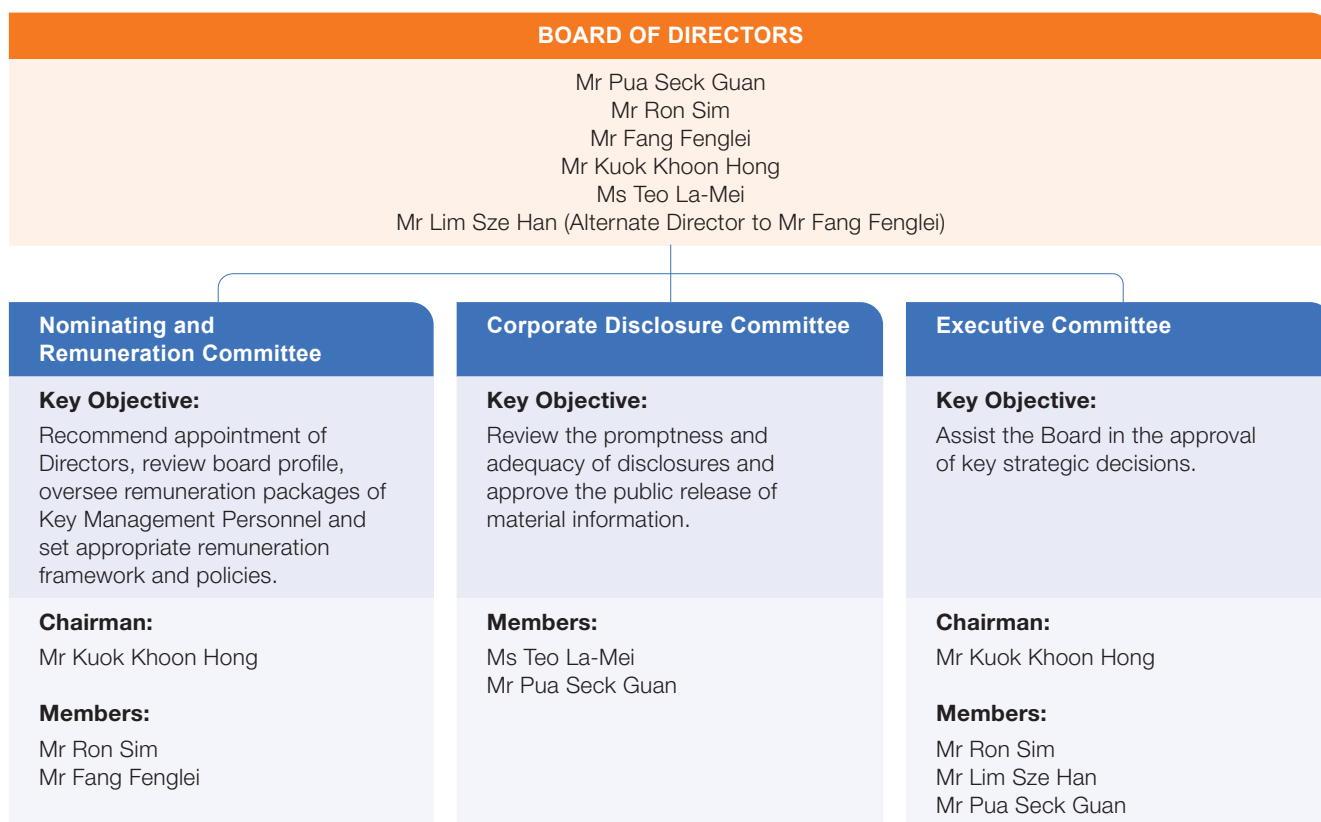 BOARD OF DIRECTORS
Mr Pua Seck Guan
Mr Ron Sim
Mr Fang Fenglei
Mr Kuok Khoon Hong
Ms Teo La-Mei
Mr Lim Sze Han (Alternate Director to Mr Fang Fenglei)
Nominating and
Remuneration Committee
Key Objective:
Recommend appointment of
Directors, review board profile,
oversee remuneration packages of
Key Management Personnel and
set appropriate remuneration
framework and policies.
Chairman:
Mr Kuok Khoon Hong
Members:
Mr Ron Sim
Mr Fang Fenglei
Corporate Disclosure Committee
Key Objective:
Review the promptness and
adequacy of disclosures and
approve the public release of
material information.
Members:
Ms Teo La-Mei
Mr Pua Seck Guan
Executive Committee
Key Objective:
Assist the Board in the approval
of key strategic decisions.
Chairman:
Mr Kuok Khoon Hong
Members:
Mr Ron Sim
Mr Lim Sze Han
Mr Pua Seck Guan